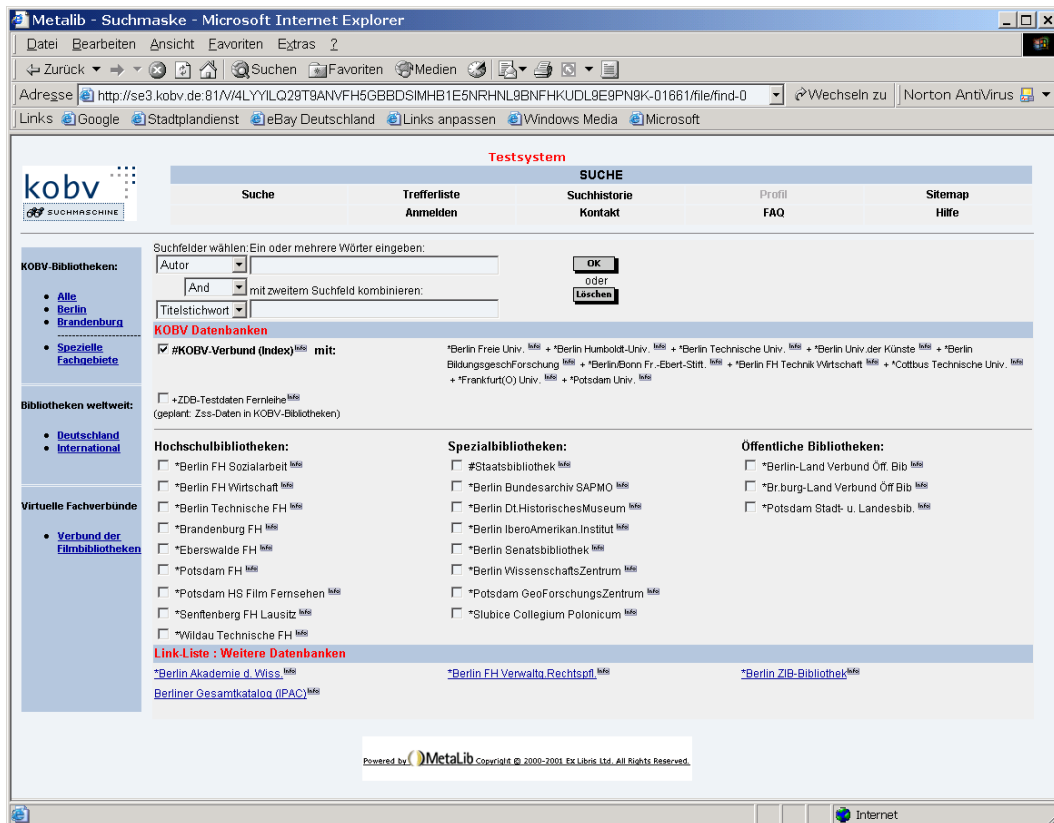 Metalib - Suchmaske - Microsoft Internet Explorer
Datei Bearbeiten Ansicht Favoriten Extras ?
Zurück Suchen Favoriten Medien
Adresse http://se3.kobv.de:81/V/4LYYILQ29T9ANVFH5GBBDSIMHB1E5NRHNL9BNFHKUDL9E9PN9K-01661/file/find-0 Wechseln zu Norton AntiVirus
Links Google Stadtplandienst eBay Deutschland Links anpassen Windows Media Microsoft
Testsystem
kobv
SUCHMASCHINE
SUCHE
Suche Trefferliste Suchhistorie Profil Sitemap
Anmelden Kontakt FAQ Hilfe
KOBV-Bibliotheken:
Alle
Berlin
Brandenburg
Spezielle
Fachgebiete
Bibliotheken weltweit:
Deutschland
International
Virtuelle Fachverbünde
Verbund der
Filmbibliotheken
Suchfelder wählen: Ein oder mehrere Wörter eingeben:
Autor OK
oder
And mit zweitem Suchfeld kombinieren: Löschen
Titelstichwort
KOBV Datenbanken
#KOBV-Verbund (Index) Info mit:
*Berlin Freie Univ. Info + *Berlin Humboldt-Univ. Info + *Berlin Technische Univ. Info + *Berlin Univ.der Künste Info + *Berlin
BildungsgeschForschung Info + *Berlin/Bonn Fr.-Ebert-Stift. Info + *Berlin FH Technik Wirtschaft Info + *Cottbus Technische Univ. Info
+ *Frankfurt(O) Univ. Info + *Potsdam Univ. Info
+ZDB-Testdaten Fernleihe Info
(geplant: Zss-Daten in KOBV-Bibliotheken)
Hochschulbibliotheken: Spezialbibliotheken: Öffentliche Bibliotheken:
*Berlin FH Sozialarbeit Info #Staatsbibliothek Info *Berlin-Land Verbund Öff. Bib Info
*Berlin FH Wirtschaft Info *Berlin Bundesarchiv SAPMO Info *Br.burg-Land Verbund Öff Bib Info
*Berlin Technische FH Info *Berlin Dt.HistorischesMuseum Info *Potsdam Stadt- u. Landesbib. Info
*Brandenburg FH Info *Berlin IberoAmerikan.Institut Info
*Eberswalde FH Info *Berlin Senatsbibliothek Info
*Potsdam FH Info *Berlin WissenschaftsZentrum Info
*Potsdam HS Film Fernsehen Info *Potsdam GeoForschungsZentrum Info
*Senftenberg FH Lausitz Info *Slubice Collegium Polonicum Info
*Wildau Technische FH Info
Link-Liste : Weitere Datenbanken
*Berlin Akademie d. Wiss. Info *Berlin FH Verwaltg.Rechtspfl. Info *Berlin ZIB-Bibliothek Info
Berliner Gesamtkatalog (IPAC) Info
Powered by MetaLib Copyright © 2000-2001 Ex Libris Ltd. All Rights Reserved.
Internet